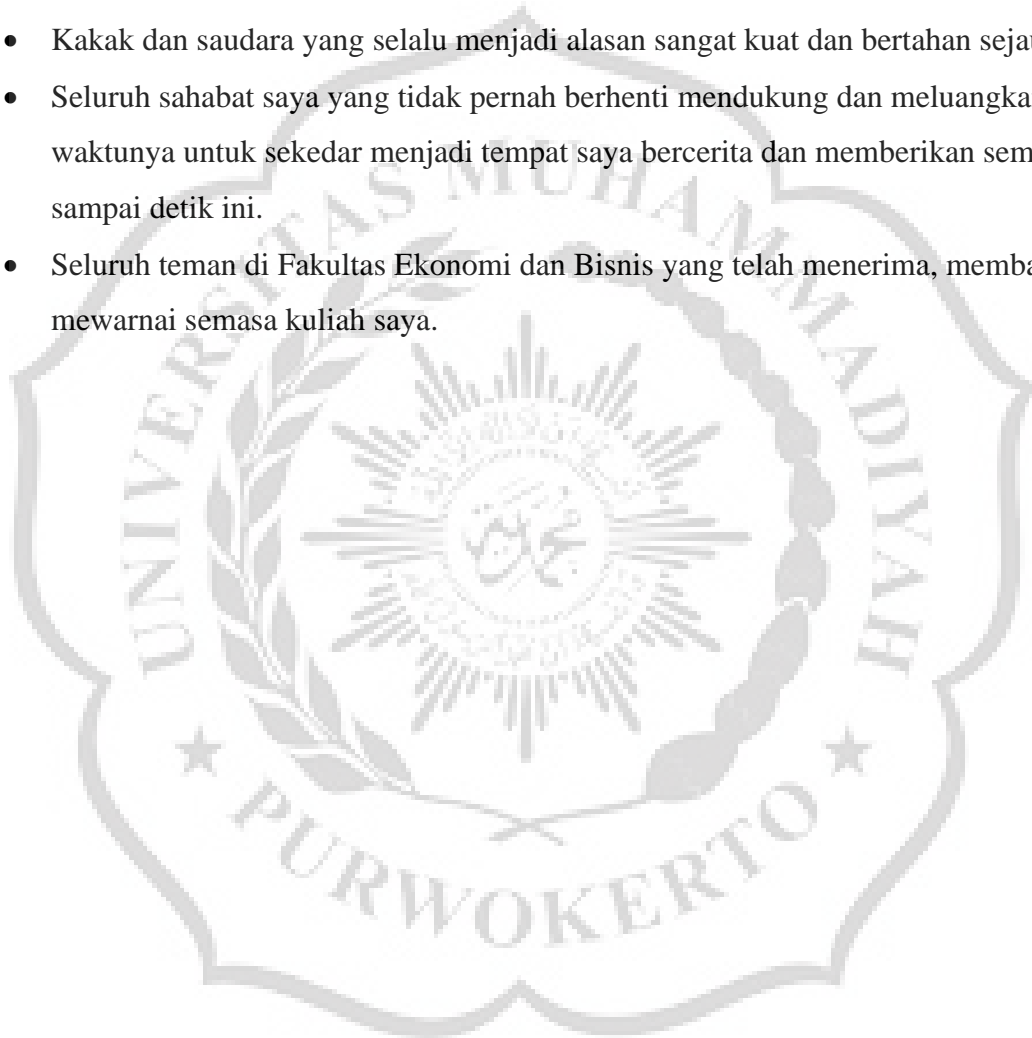 Kakak dan saudara yang selalu menjadi alasan sangat kuat dan bertahan
Seluruh sahabat saya yang tidak pernah berhenti mendukung dan
waktunya untuk sekedar menjadi tempat saya bercerita dan memberikan
sampai detik ini.
Seluruh teman di Fakultas Ekonomi dan Bisnis yang telah menerima,
mewarnai semasa kuliah saya.
UNIVERSITAS MUHAMMADIYAH
PURWOKERTO